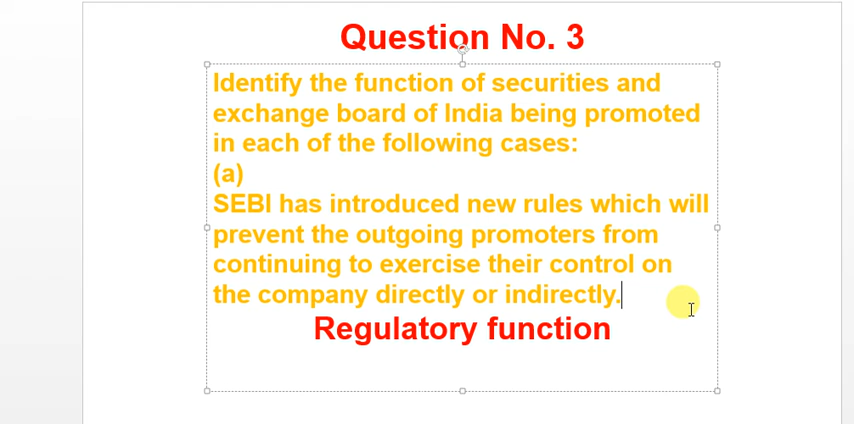 Question No. 3
Identify the function of securities and
exchange board of India being promoted
in each of the following cases:
(a)
SEBI has introduced new rules which will
prevent the outgoing promoters from
continuing to exercise their control on
the company directly or indirectly.
Regulatory function